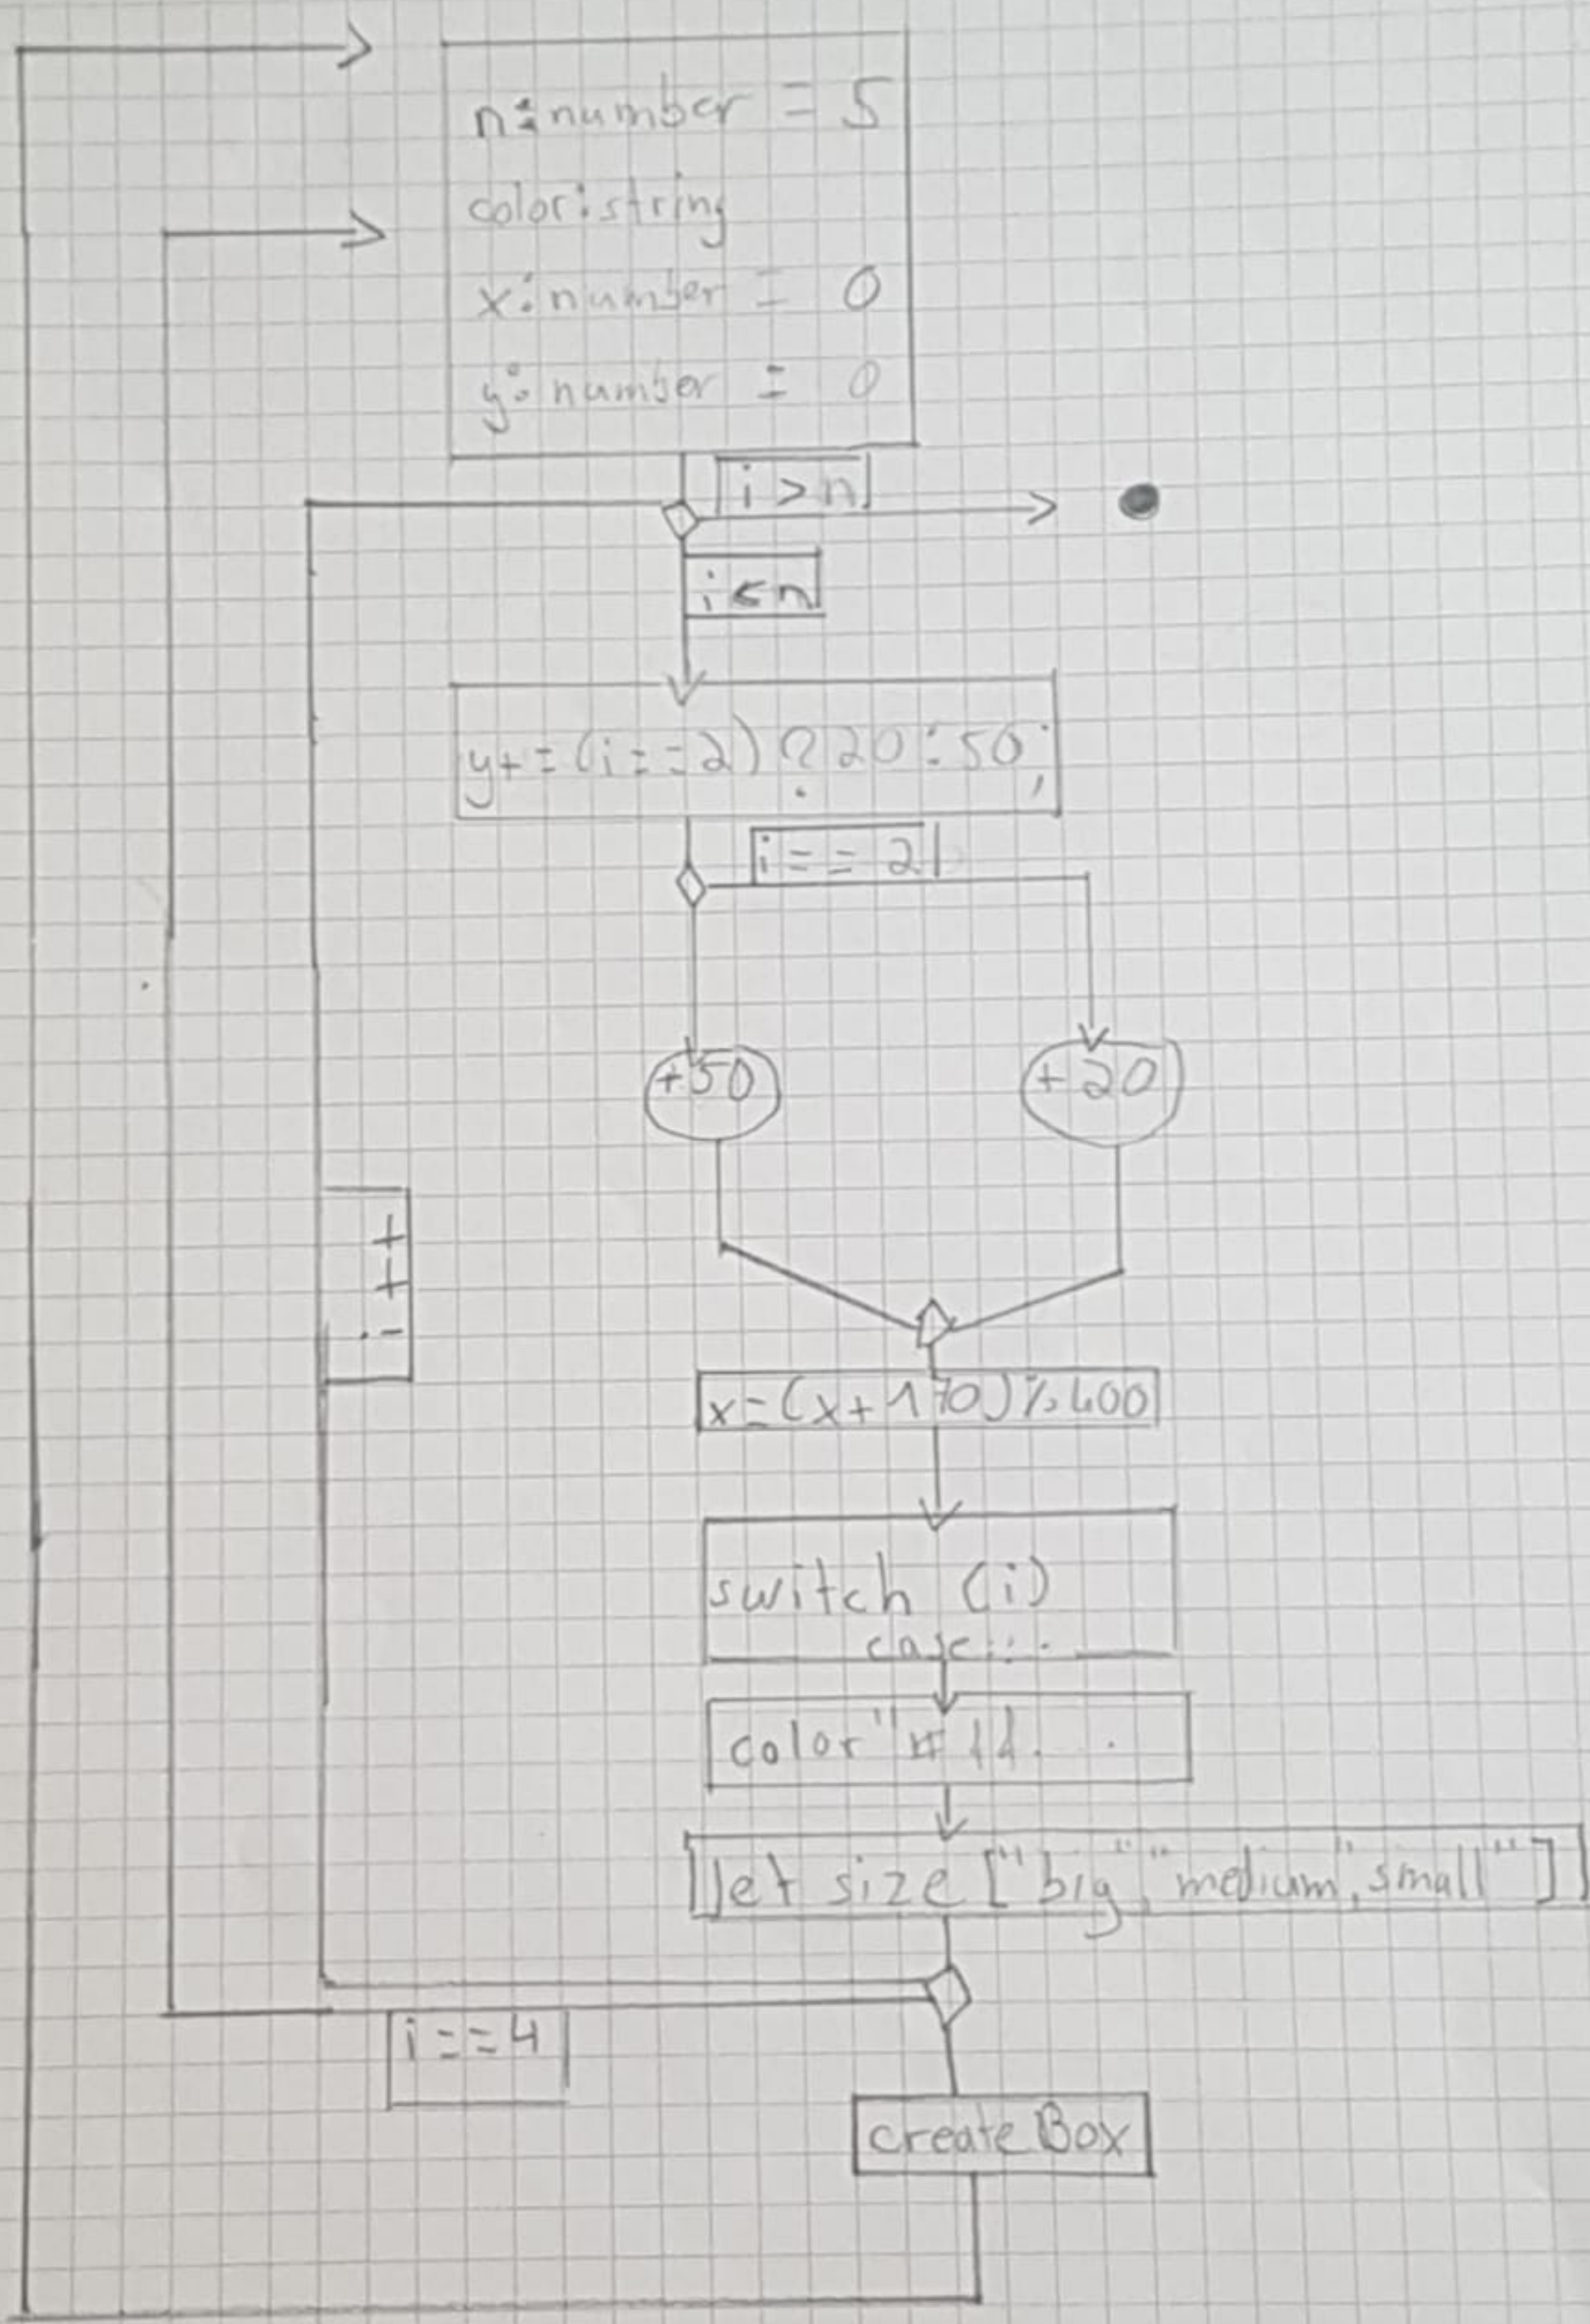 n:number = 5
color:string
x:number = 0
y:number = 0
i>n
i<n
y+=(i==2)?20:50;
i==2
+50
+20
i++
x=(x+170)%400
switch (i)
case:::
color
let size ["big","medium","small"]
i==4
createBox